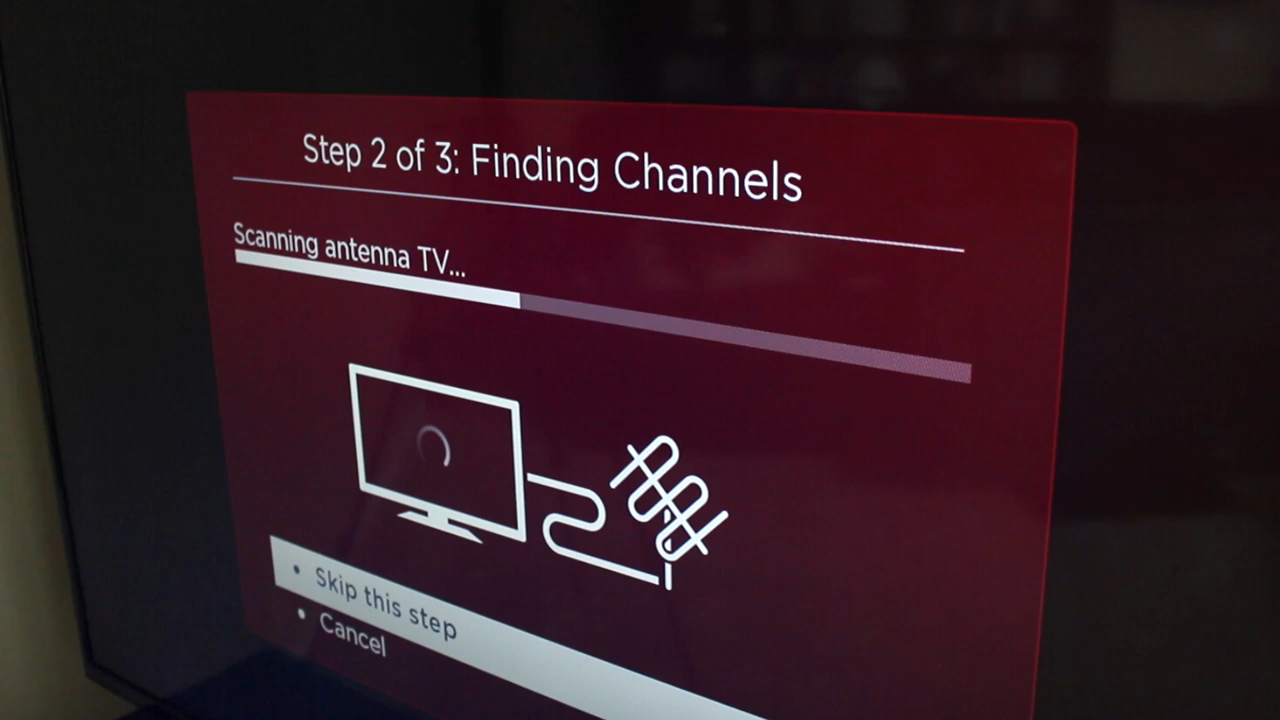 Step 2 of 3: Finding Channels
Scanning antenna TV...
• Skip this step
• Cancel